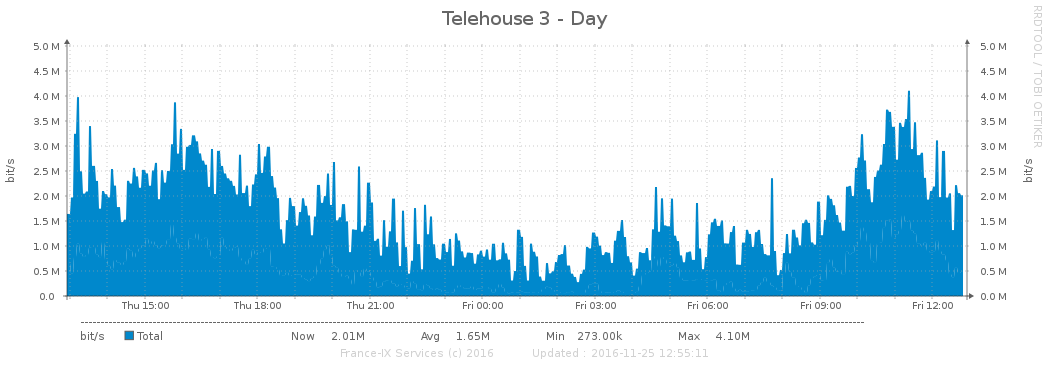 Telehouse 3 - Day
RRDTOOL / TOBI OETIKER
bit/s
5.0 M 5.0 M
4.5 M 4.5 M
4.0 M 4.0 M
3.5 M 3.5 M
3.0 M 3.0 M
2.5 M 2.5 M
2.0 M 2.0 M
1.5 M 1.5 M
1.0 M 1.0 M
0.5 M 0.5 M
0.0 0.0 M
bit/s
Thu 15:00 Thu 18:00 Thu 21:00 Fri 00:00 Fri 03:00 Fri 06:00 Fri 09:00 Fri 12:00
bit/s Total Now 2.01M Avg 1.65M Min 273.00k Max 4.10M
France-IX Services (c) 2016 Updated : 2016-11-25 12:55:11